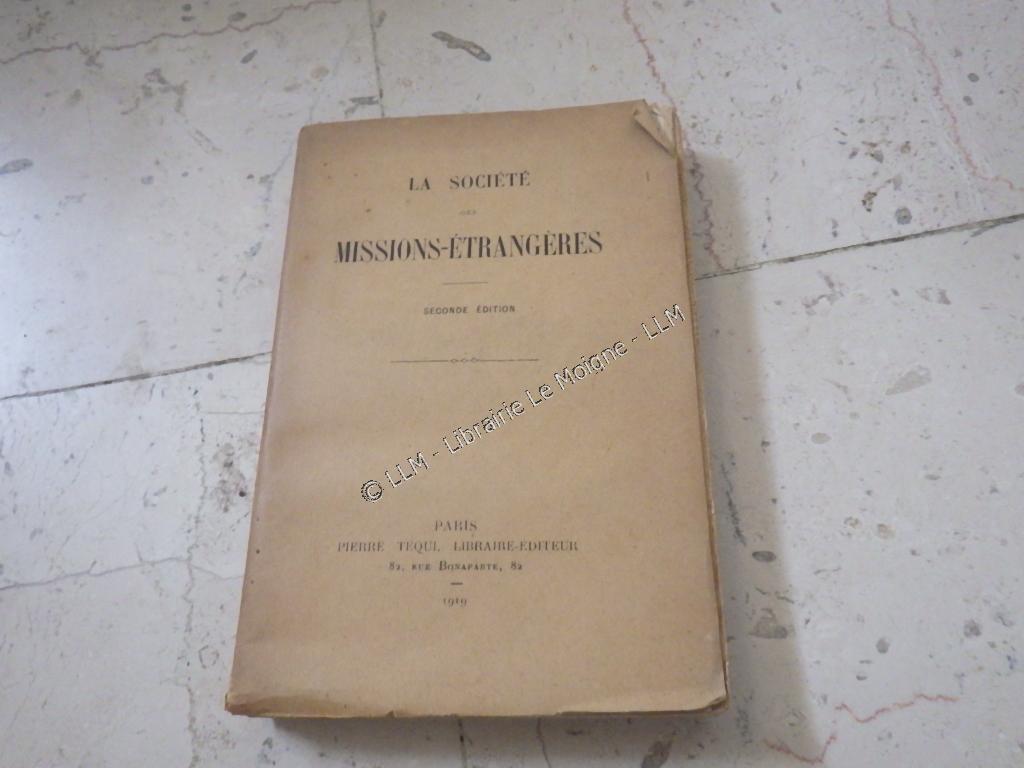 LA SOCIÉTÉ
DES
MISSIONS-ÉTRANGÈRES
SECONDE ÉDITION
© LLM - Librairie Le Moigne - LLM
PARIS
PIERRE TÉQUI, LIBRAIRE-ÉDITEUR
82, RUE BONAPARTE, 82
1919